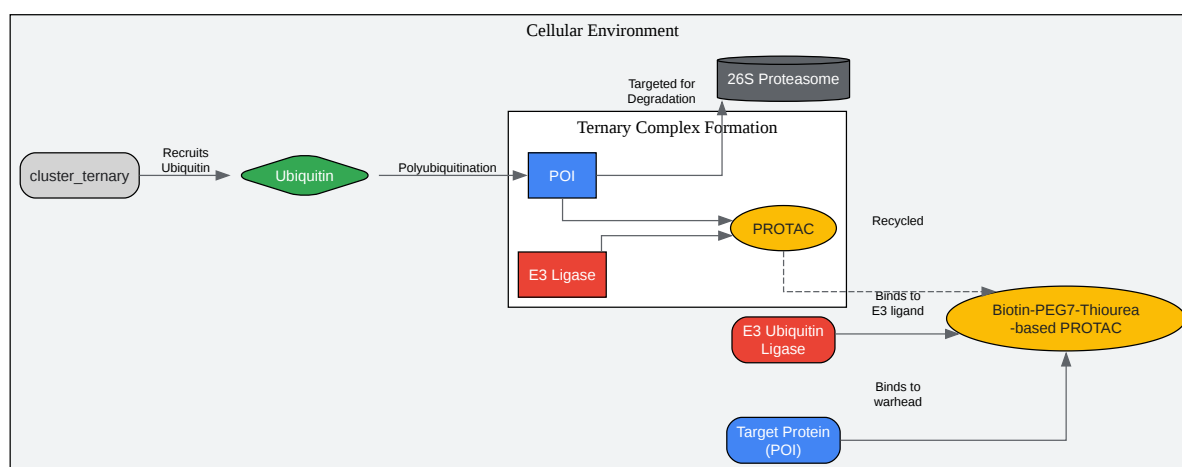 Cellular Environment
26S Proteasome
Targeted for
Degradation
Ternary Complex Formation
cluster_ternary
Recruits
Ubiquitin
Ubiquitin
Polyubiquitination
POI
PROTAC
Recycled
E3 Ligase
Binds to
E3 ligand
Biotin-PEG7-Thiourea
-based PROTAC
E3 Ubiquitin
Ligase
Binds to
warhead
Target Protein
(POI)